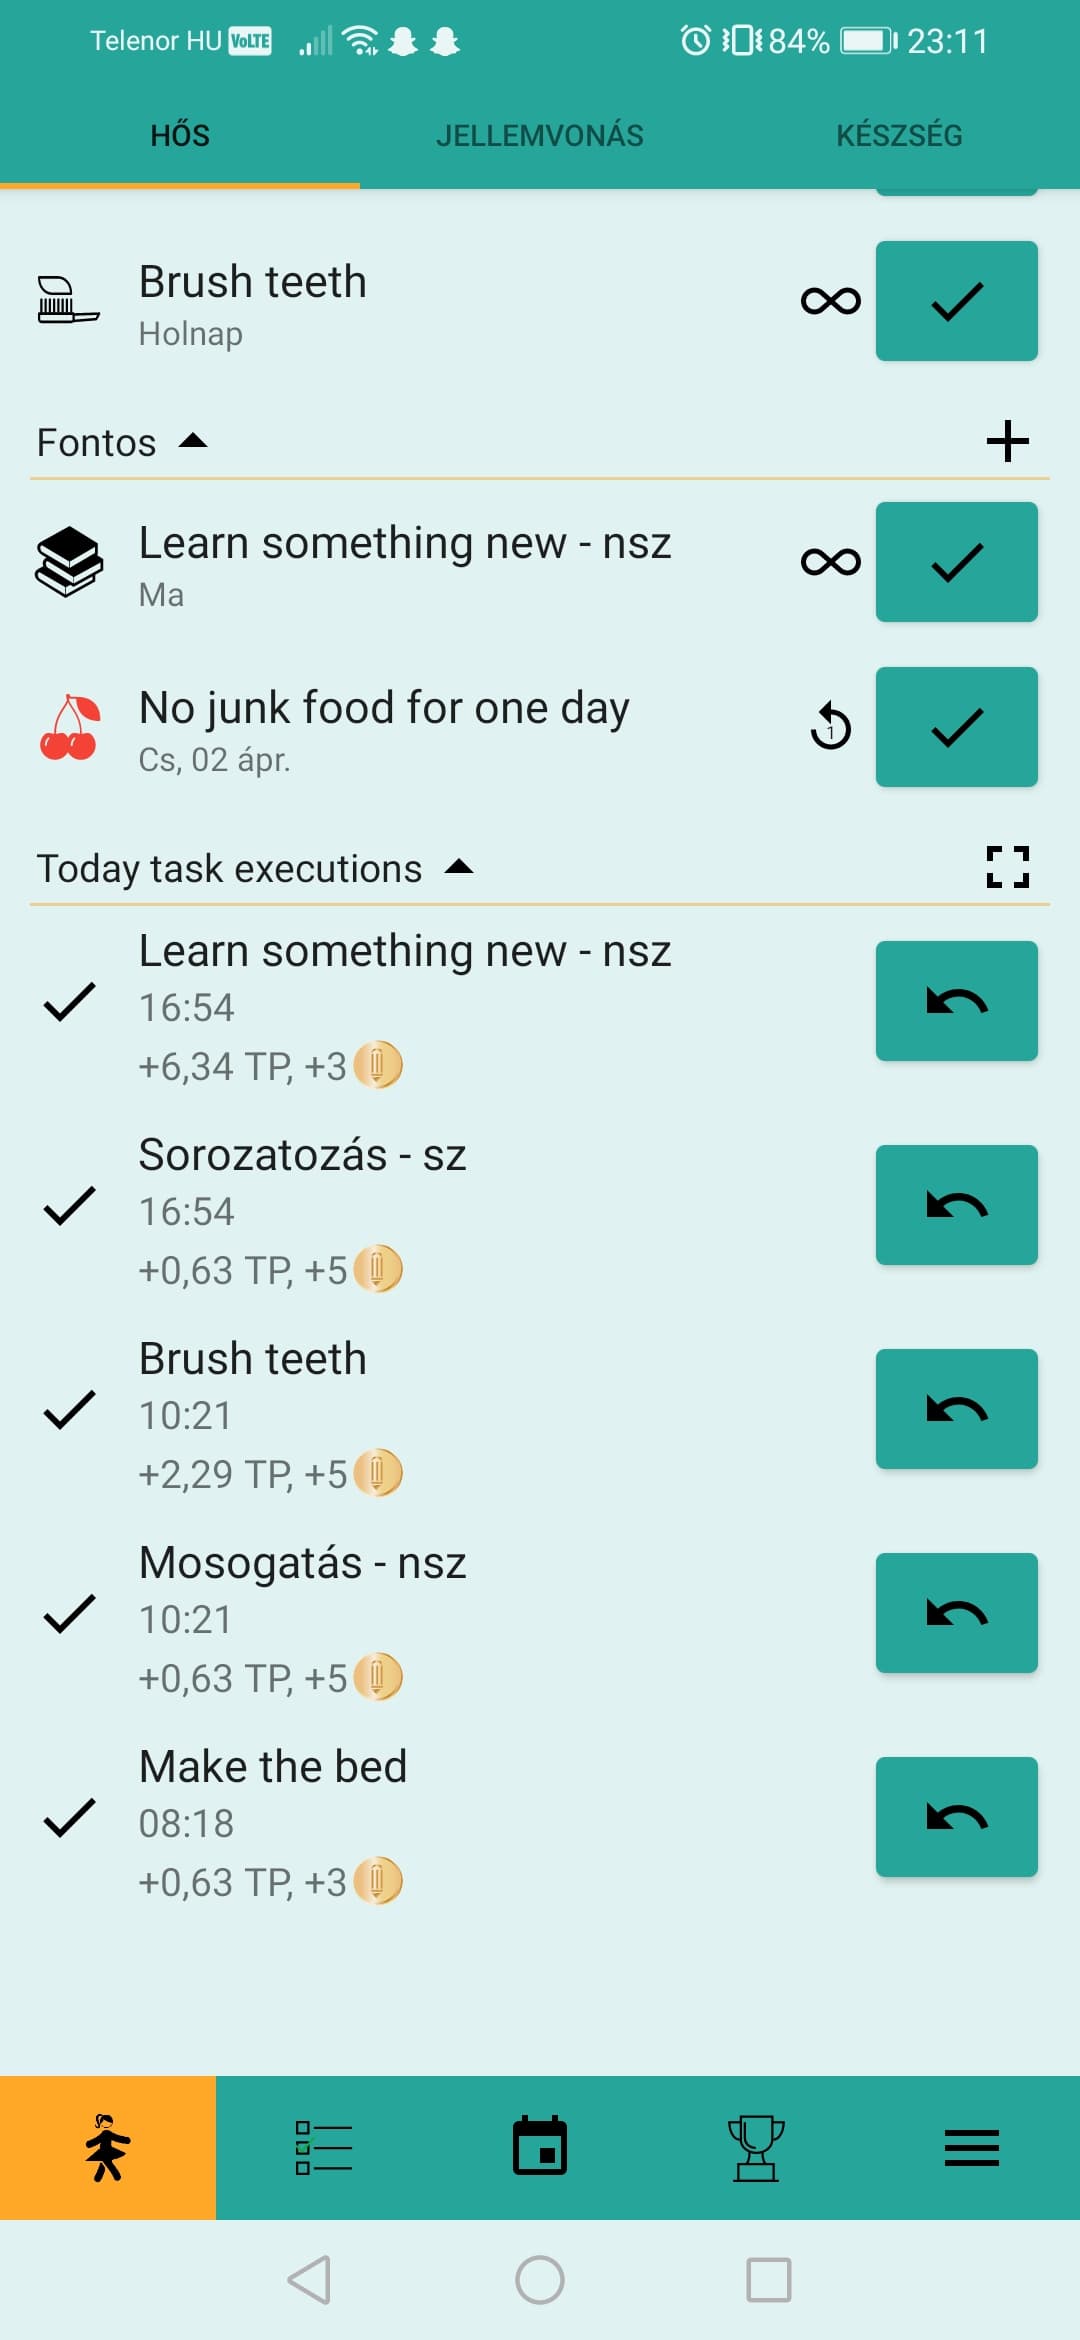 Telenor HU VoLTE 84% 23:11
HŐS JELLEMVONÁS KÉSZSÉG
Brush teeth
Holnap
Fontos
Learn something new - nsz
Ma
No junk food for one day
1
Cs, 02 ápr.
Today task executions
Learn something new - nsz
16:54
+6,34 TP, +3
Sorozatozás - sz
16:54
+0,63 TP, +5
Brush teeth
10:21
+2,29 TP, +5
Mosogatás - nsz
10:21
+0,63 TP, +5
Make the bed
08:18
+0,63 TP, +3